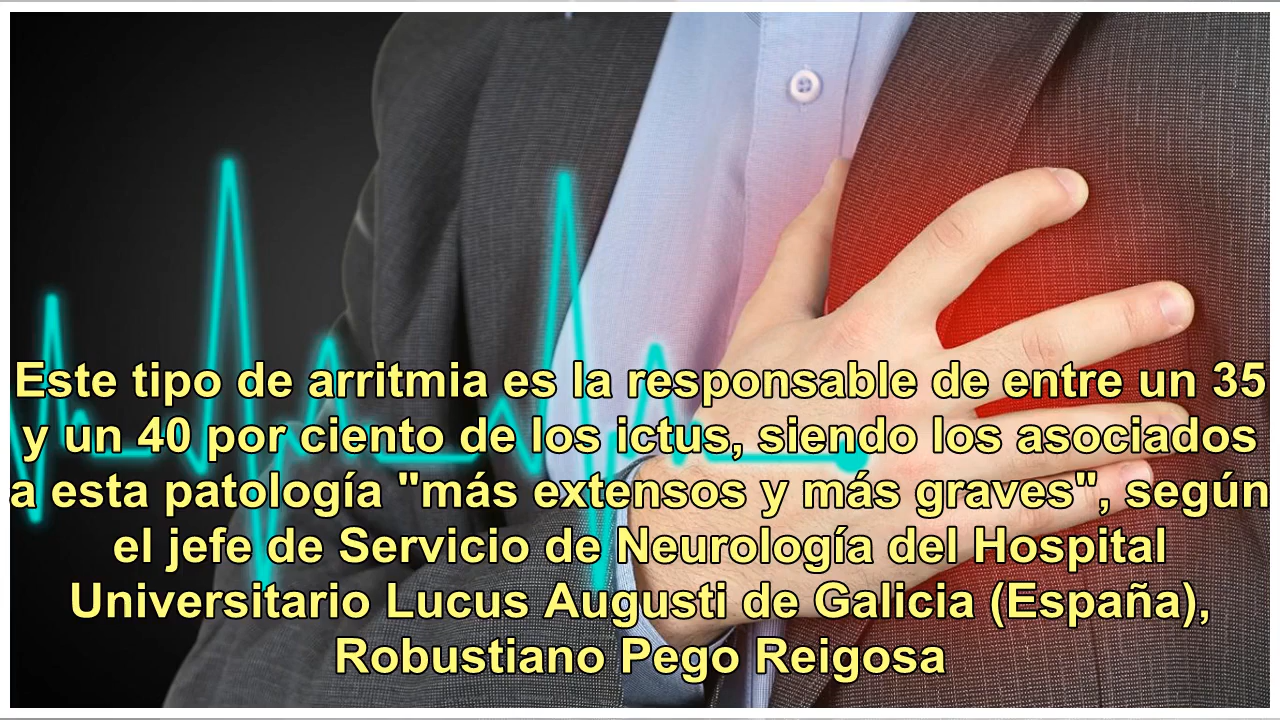 Este tipo de arritmia es la responsable de entre un 35
y un 40 por ciento de los ictus, siendo los asociados
a esta patología "más extensos y más graves", según
el jefe de Servicio de Neurología del Hospital
Universitario Lucus Augusti de Galicia (España),
Robustiano Pego Reigosa